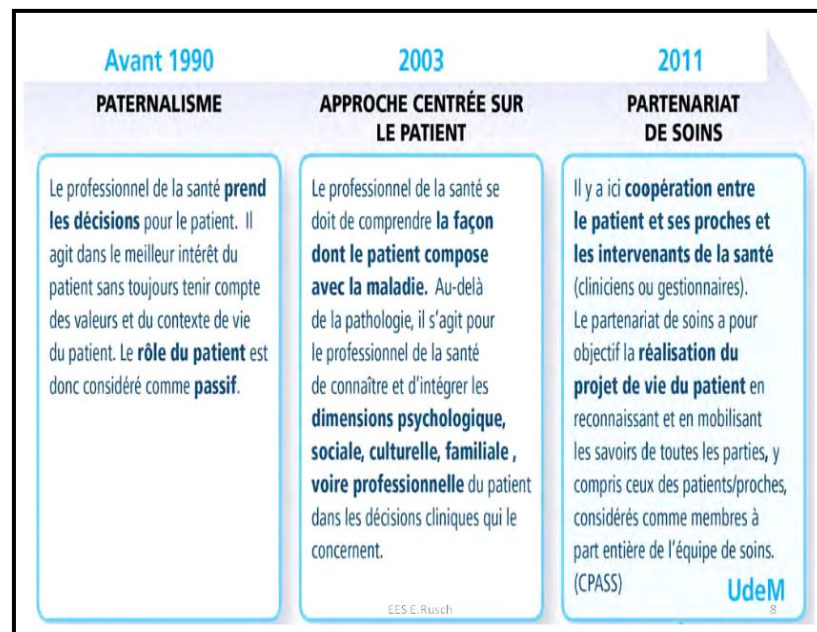 Avant 1990
PATERNALISME
Le professionnel de la santé prend
les décisions pour le patient. Il
agit dans le meilleur intérêt du
patient sans toujours tenir compte
des valeurs et du contexte de vie
du patient. Le rôle du patient est
donc considéré comme passif.
2003
APPROCHE CENTRÉE SUR
LE PATIENT
Le professionnel de la santé se
doit de comprendre la façon
dont le patient compose
avec la maladie. Au-delà
de la pathologie, il s'agit pour
le professionnel de la santé
de connaître et d'intégrer les
dimensions psychologique,
sociale, culturelle, familiale ,
voire professionnelle du patient
dans les décisions cliniques qui le
concernent.
2011
PARTENARIAT
DE SOINS
Il y a ici coopération entre
le patient et ses proches et
les intervenants de la santé
(cliniciens ou gestionnaires).
Le partenariat de soins a pour
objectif la réalisation du
projet de vie du patient en
reconnaissant et en mobilisant
les savoirs de toutes les parties, y
compris ceux des patients/proches,
considérés comme membres à
part entière de l'équipe de soins.
(CPASS)
UdeM
EES E.Rusch
8